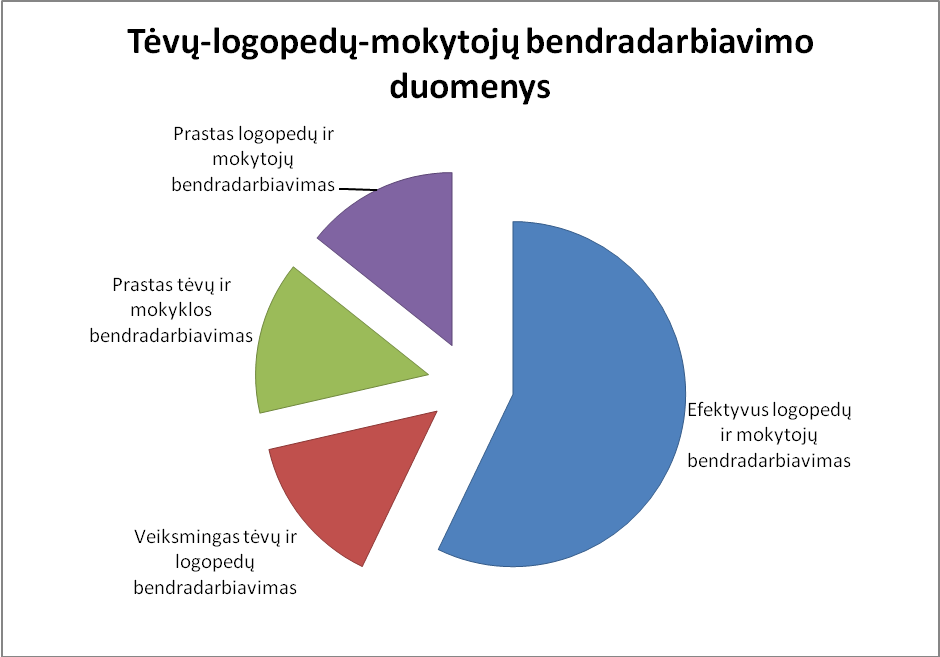 Tėvų-logopedų-mokytojų bendradarbiavimo
duomenys
Prastas logopedų ir
mokytojų
bendradarbiavimas
Prastas tėvų ir
mokyklos
bendradarbiavimas
Efektyvus logopedų
ir mokytojų
bendradarbiavimas
Veiksmingas tėvų ir
logopedų
bendradarbiavimas